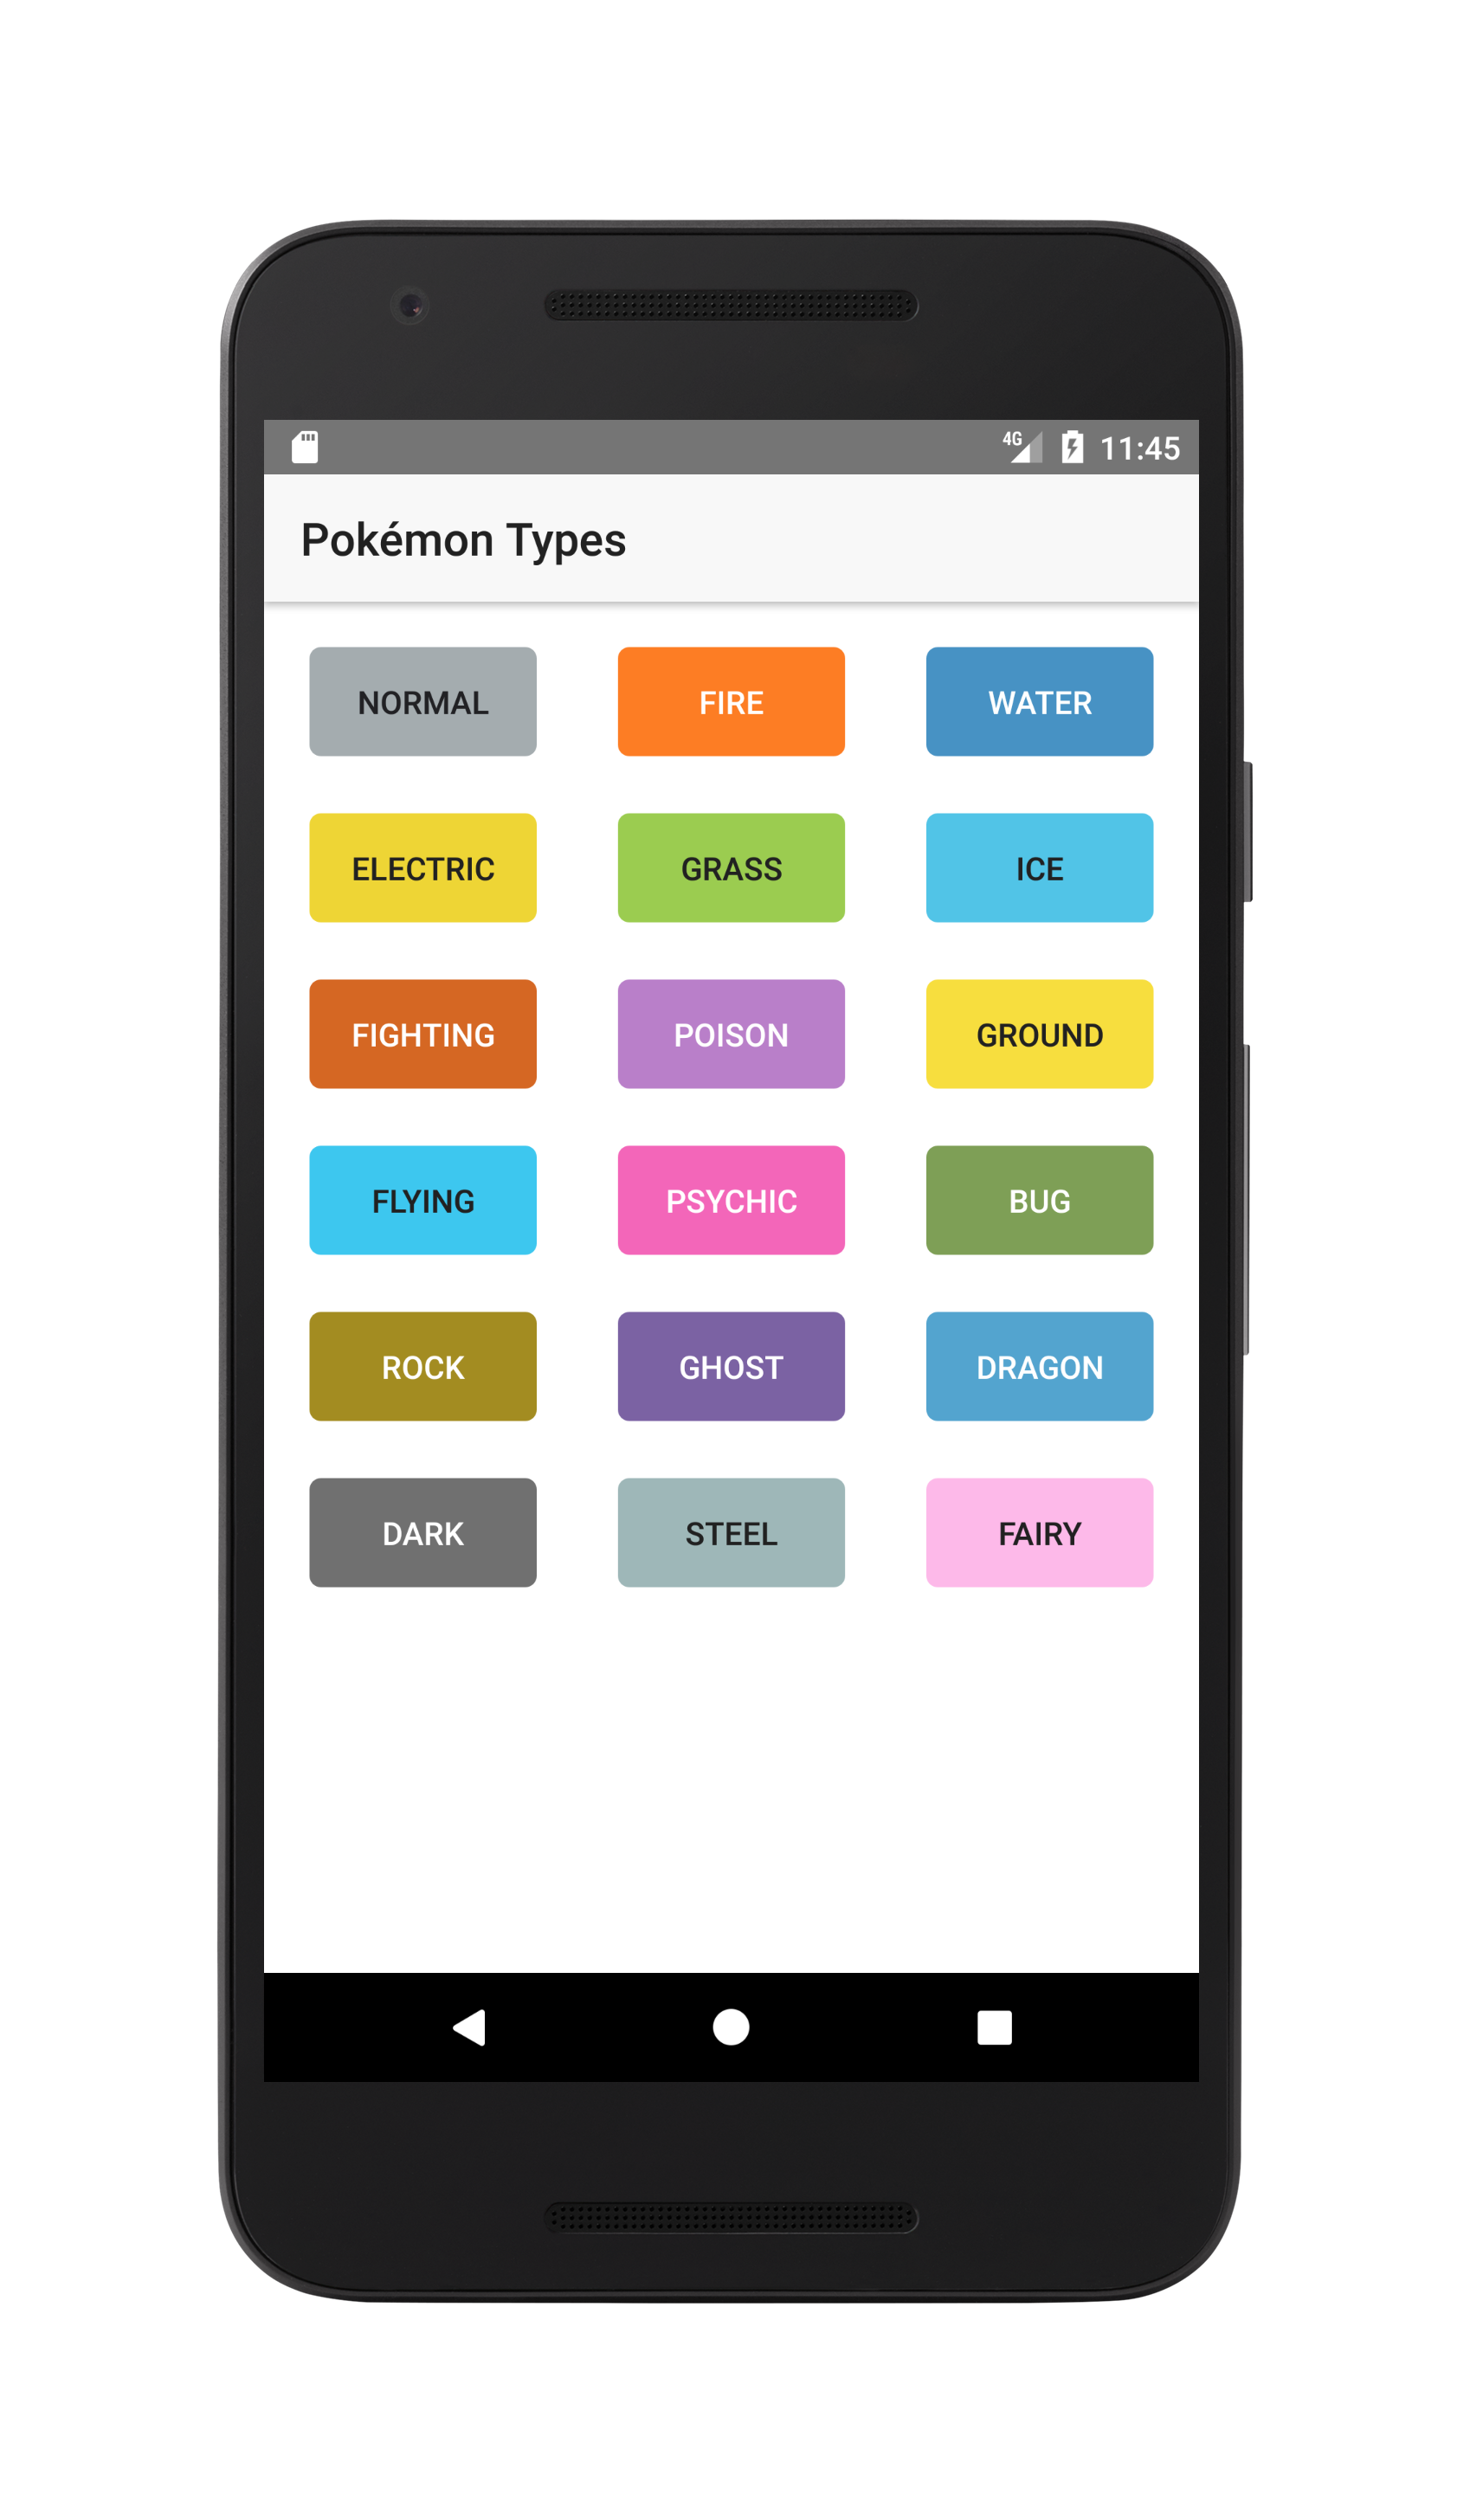 4G 11:45
Pokémon Types
NORMAL FIRE WATER
ELECTRIC GRASS ICE
FIGHTING POISON GROUND
FLYING PSYCHIC BUG
ROCK GHOST DRAGON
DARK STEEL FAIRY